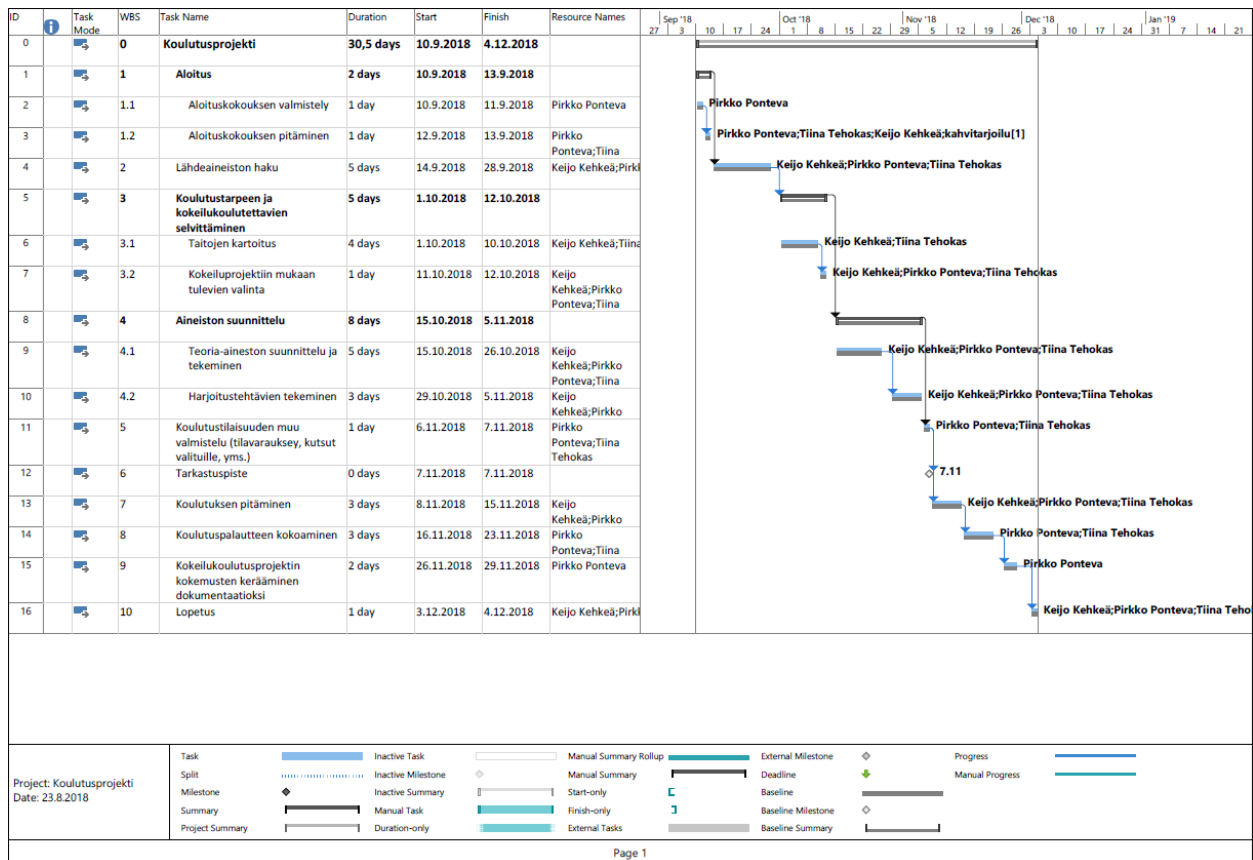 ID Task Mode WBS Task Name Duration Start Finish Resource Names
Sep '18 Oct '18 Nov '18 Dec '18 Jan '19
27 3 10 17 24 1 8 15 22 29 5 12 19 26 3 10 17 24 31 7 14 21
0 0 Koulutusprojekti 30,5 days 10.9.2018 4.12.2018
1 1 Aloitus 2 days 10.9.2018 13.9.2018
2 1.1 Aloituskokouksen valmistely 1 day 10.9.2018 11.9.2018 Pirkko Ponteva
Pirkko Ponteva
3 1.2 Aloituskokouksen pitäminen 1 day 12.9.2018 13.9.2018 Pirkko
Ponteva;Tiina
Pirkko Ponteva;Tiina Tehokas;Keijo Kehkeä;kahvitarjoilu[1]
4 2 Lähdeaineiston haku 5 days 14.9.2018 28.9.2018 Keijo Kehkeä;Pirkk
Keijo Kehkeä;Pirkko Ponteva;Tiina Tehokas
5 3 Koulutustarpeen ja 5 days 1.10.2018 12.10.2018
kokeilukoulutettavien
selvittäminen
6 3.1 Taitojen kartoitus 4 days 1.10.2018 10.10.2018 Keijo Kehkeä;Tiina
Keijo Kehkeä;Tiina Tehokas
7 3.2 Kokeiluprojektiin mukaan 1 day 11.10.2018 12.10.2018 Keijo
tulevien valinta Kehkeä;Pirkko
Ponteva;Tiina
Keijo Kehkeä;Pirkko Ponteva;Tiina Tehokas
8 4 Aineiston suunnittelu 8 days 15.10.2018 5.11.2018
9 4.1 Teoria-aineston suunnittelu ja 5 days 15.10.2018 26.10.2018 Keijo
tekeminen Kehkeä;Pirkko
Ponteva;Tiina
Keijo Kehkeä;Pirkko Ponteva;Tiina Tehokas
10 4.2 Harjoitustehtävien tekeminen 3 days 29.10.2018 5.11.2018 Keijo
Kehkeä;Pirkko
Keijo Kehkeä;Pirkko Ponteva;Tiina Tehokas
11 5 Koulutustilaisuuden muu 1 day 6.11.2018 7.11.2018 Pirkko
valmistelu (tilavarauksey, kutsut Ponteva;Tiina
valituille, yms.) Tehokas
Pirkko Ponteva;Tiina Tehokas
12 6 Tarkastuspiste 0 days 7.11.2018 7.11.2018
7.11
13 7 Koulutuksen pitäminen 3 days 8.11.2018 15.11.2018 Keijo
Kehkeä;Pirkko
Keijo Kehkeä;Pirkko Ponteva;Tiina Tehokas
14 8 Koulutuspalautteen kokoaminen 3 days 16.11.2018 23.11.2018 Pirkko
Ponteva;Tiina
Pirkko Ponteva;Tiina Tehokas
15 9 Kokeilukoulutusprojektin 2 days 26.11.2018 29.11.2018 Pirkko Ponteva
kokemusten kerääminen
dokumentaatioksi
Pirkko Ponteva
16 10 Lopetus 1 day 3.12.2018 4.12.2018 Keijo Kehkeä;Pirkk
Keijo Kehkeä;Pirkko Ponteva;Tiina Teho
Project: Koulutusprojekti
Date: 23.8.2018
Task Inactive Task Manual Summary Rollup External Milestone Progress
Split Inactive Milestone Manual Summary Deadline Manual Progress
Milestone Inactive Summary Start-only Baseline
Summary Manual Task Finish-only Baseline Milestone
Project Summary Duration-only External Tasks Baseline Summary
Page 1